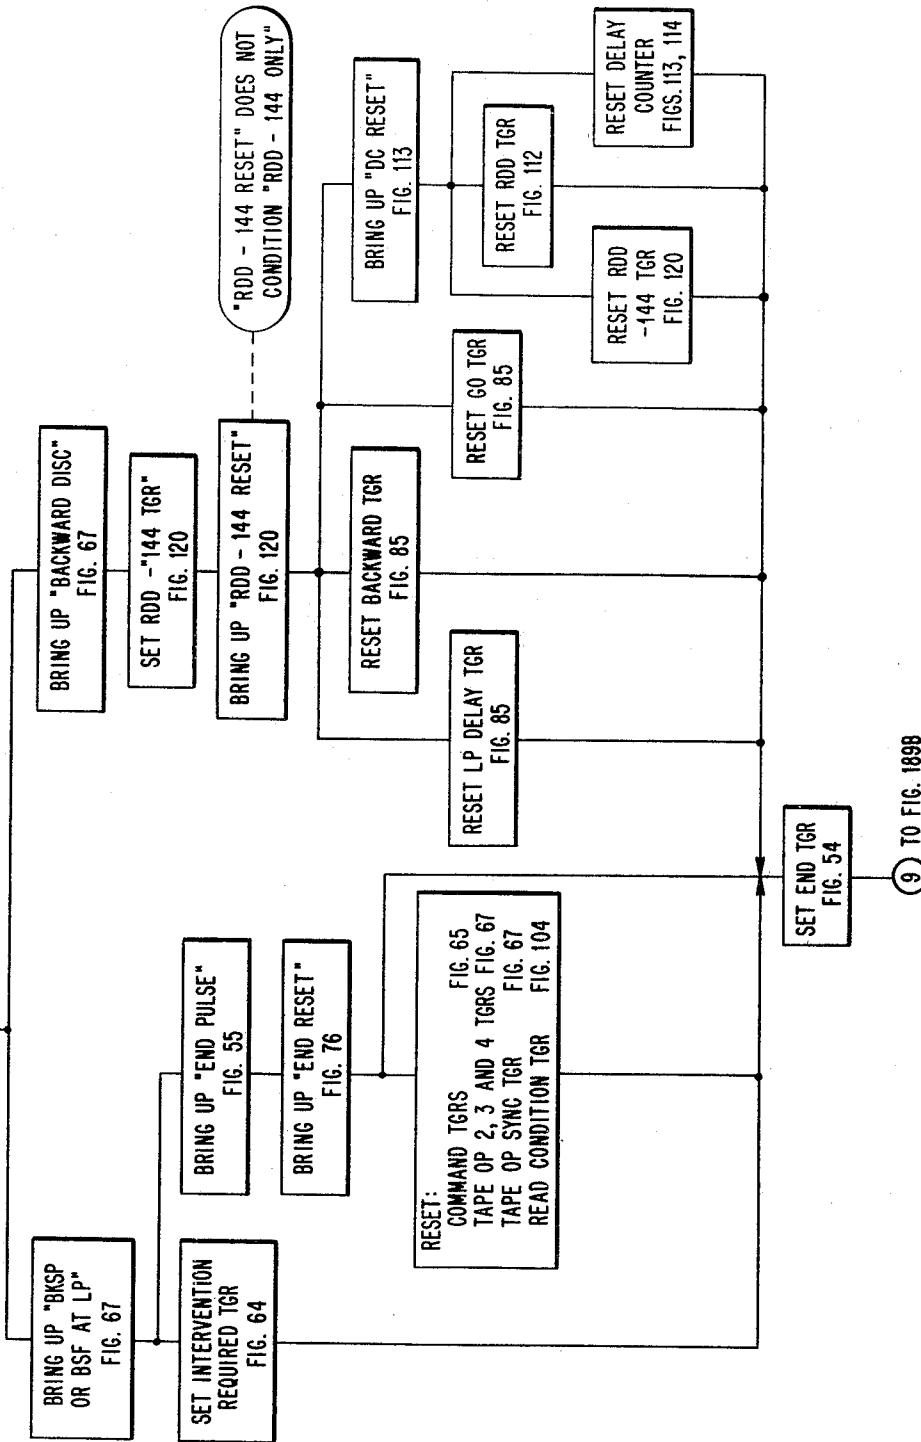 BRING UP "BKSP
OR BSF AT LP"
FIG. 67
SET INTERVENTION
REQUIRED TGR
FIG. 64
BRING UP "END PULSE"
FIG. 55
BRING UP "END RESET"
FIG. 76
RESET:
COMMAND TGRS FIG. 65
TAPE OP 2, 3 AND 4 TGRS FIG. 67
TAPE OP SYNC TGR FIG. 67
READ CONDITION TGR FIG. 104
BRING UP "BACKWARD DISC"
FIG. 67
SET RDD -"144 TGR"
FIG. 120
BRING UP "RDD - 144 RESET"
FIG. 120
"RDD - 144 RESET" DOES NOT
CONDITION "RDD - 144 ONLY"
RESET LP DELAY TGR
FIG. 85
RESET BACKWARD TGR
FIG. 85
RESET GO TGR
FIG. 85
BRING UP "DC RESET"
FIG. 113
RESET RDD
-144 TGR
FIG. 120
RESET RDD TGR
FIG. 112
RESET DELAY
COUNTER
FIGS. 113, 114
SET END TGR
FIG. 54
9 TO FIG. 189B